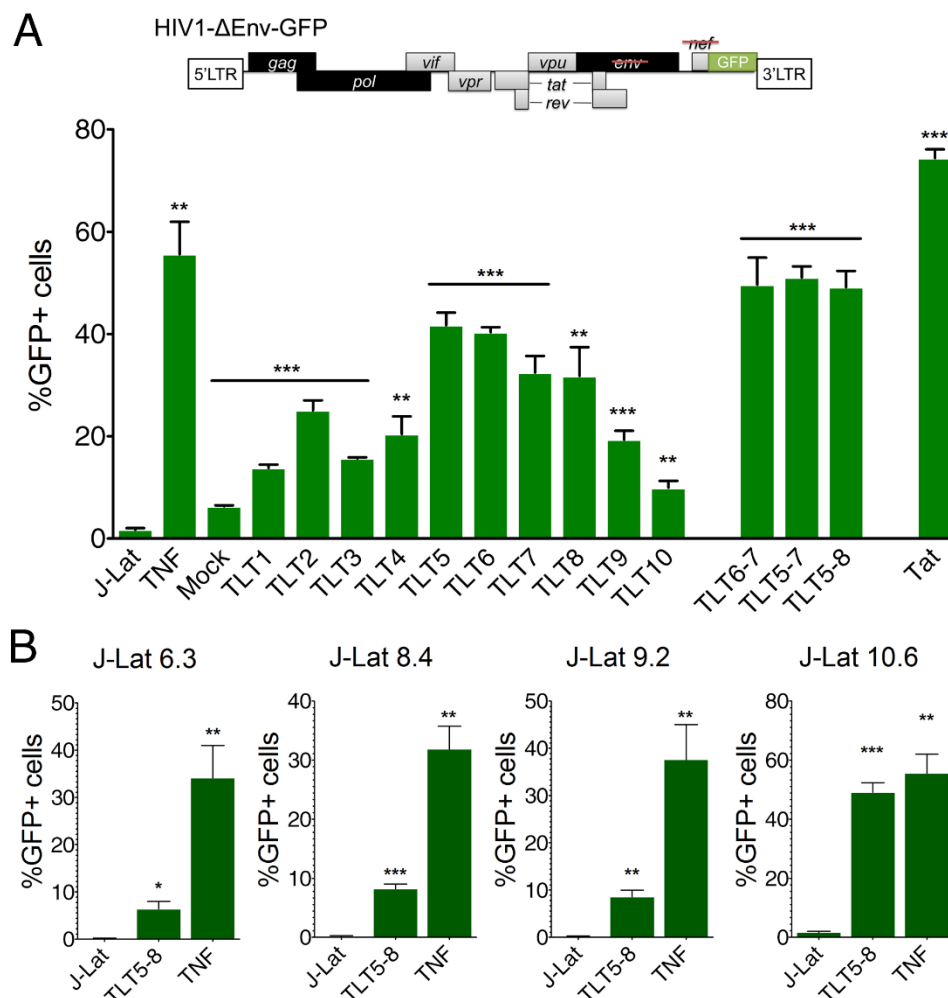 A
HIV1-ΔEnv-GFP
nef
gag vif vpu env GFP
5'LTR 3'LTR
pol vpr tat
rev
%GFP+ cells
80
60
40
20
0
** *** ** *** ** *** ** *** ***
J-Lat TNF Mock TLT1 TLT2 TLT3 TLT4 TLT5 TLT6 TLT7 TLT8 TLT9 TLT10 TLT6-7 TLT5-7 TLT5-8 Tat
B
J-Lat 6.3
%GFP+ cells
50
40
30
20
10
0
* **
J-Lat TLT5-8 TNF
J-Lat 8.4
%GFP+ cells
40
30
20
10
0
*** **
J-Lat TLT5-8 TNF
J-Lat 9.2
%GFP+ cells
50
40
30
20
10
0
** **
J-Lat TLT5-8 TNF
J-Lat 10.6
%GFP+ cells
80
60
40
20
0
*** **
J-Lat TLT5-8 TNF